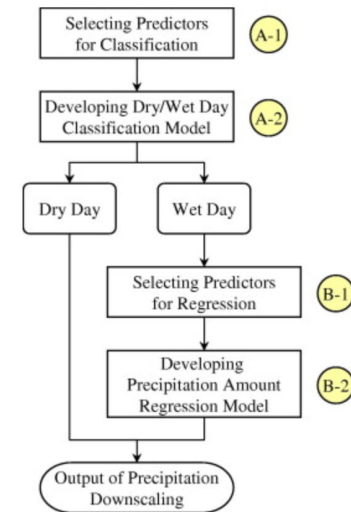 Selecting Predictors
for Classification
A-1
Developing Dry/Wet Day
Classification Model
A-2
Dry Day
Wet Day
Selecting Predictors
for Regression
B-1
Developing
Precipitation Amount
Regression Model
B-2
Output of Precipitation
Downscaling